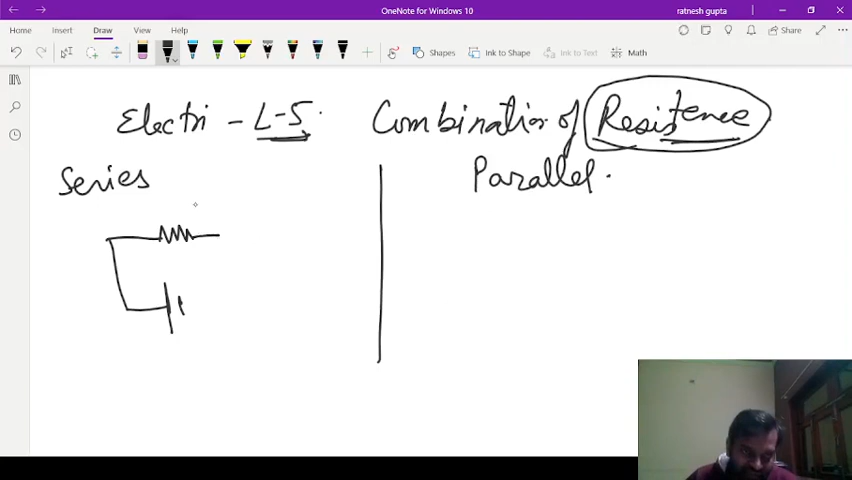 OneNote for Windows 10
ratnesh gupta
Home Insert Draw View Help Share
Shapes Ink to Shape Ink to Text Math
Electri - L-5. Combination of Resistence
Series Parallel.